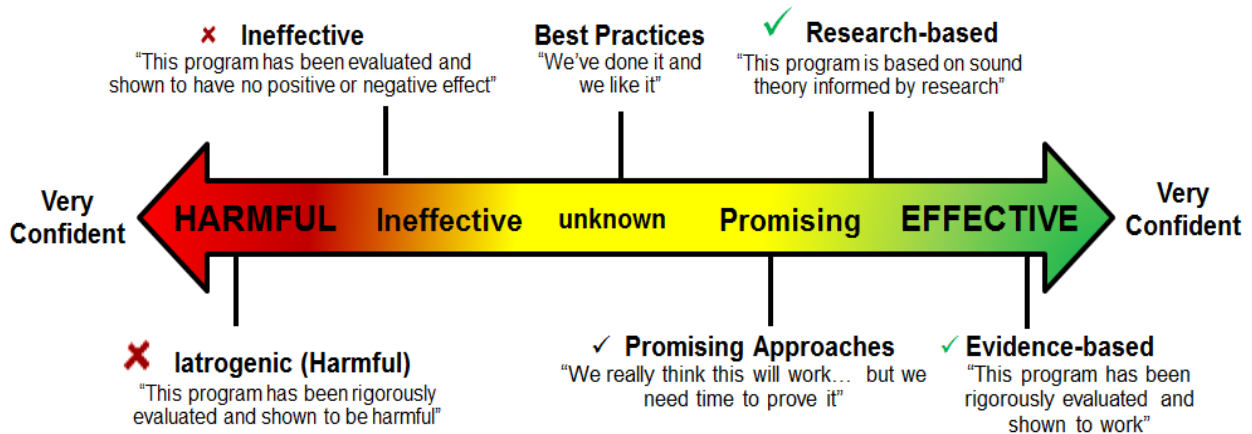 Ineffective
“This program has been evaluated and
shown to have no positive or negative effect”
Best Practices
“We’ve done it and
we like it”
Research-based
“This program is based on sound
theory informed by research”
Very
Confident
HARMFUL
Ineffective
unknown
Promising
EFFECTIVE
Very
Confident
Iatrogenic (Harmful)
“This program has been rigorously
evaluated and shown to be harmful”
Promising Approaches
“We really think this will work… but we
need time to prove it”
Evidence-based
“This program has been
rigorously evaluated and
shown to work”